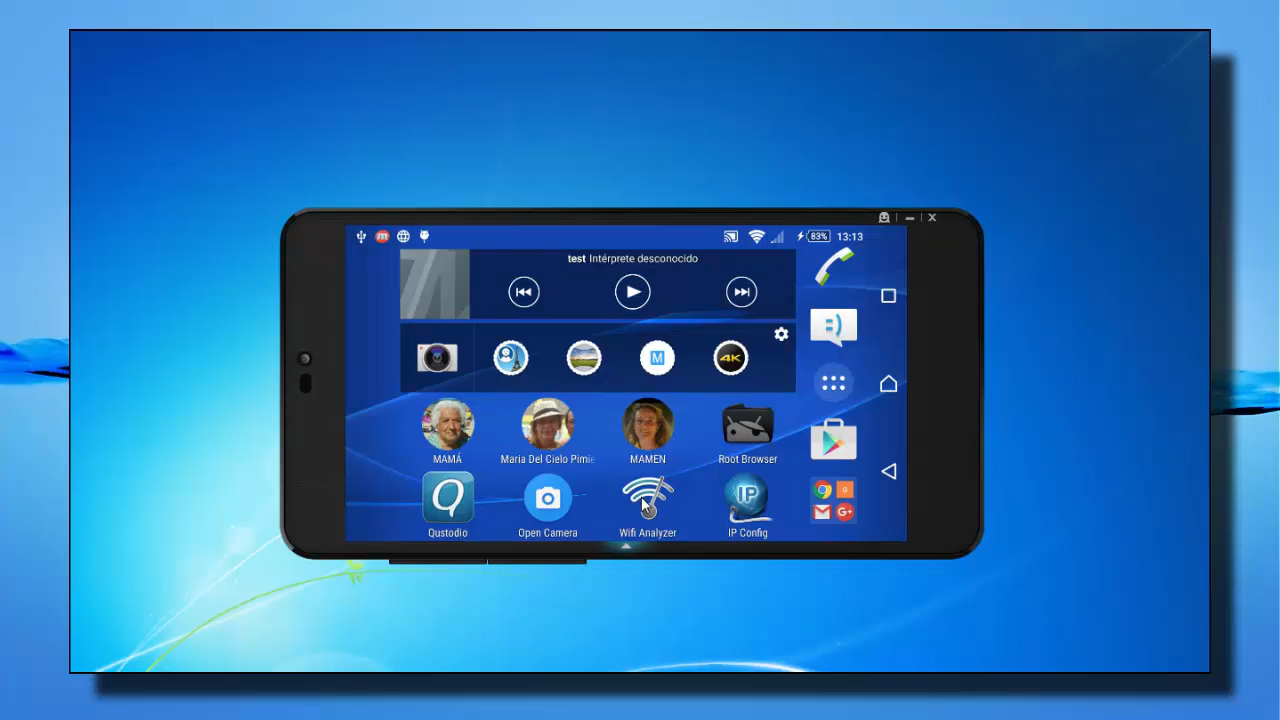 83% 13:13
test Intérprete desconocido
M 4K
MAMÁ Maria Del Cielo Pimie MAMEN Root Browser
IP
Qustodio Open Camera Wifi Analyzer IP Config